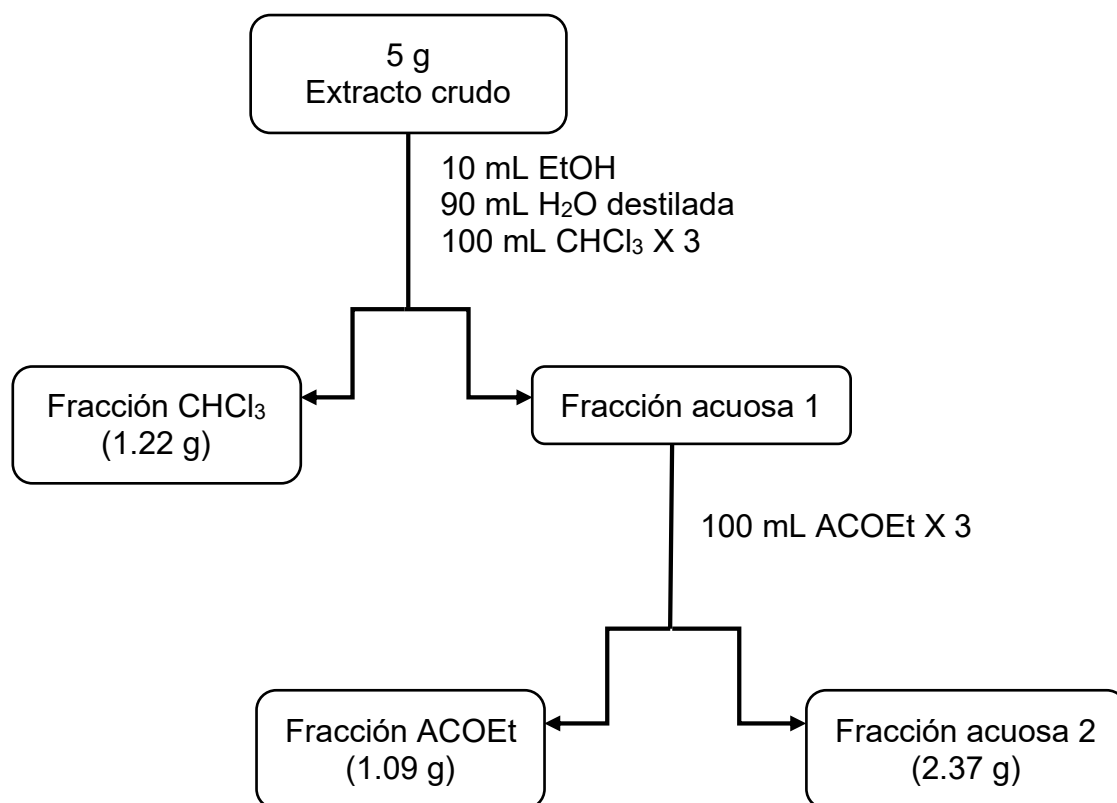 5 g
Extracto crudo
10 mL EtOH
90 mL H₂O destilada
100 mL CHCl₃ X 3
Fracción CHCl₃
(1.22 g)
Fracción acuosa 1
100 mL ACOEt X 3
Fracción ACOEt
(1.09 g)
Fracción acuosa 2
(2.37 g)